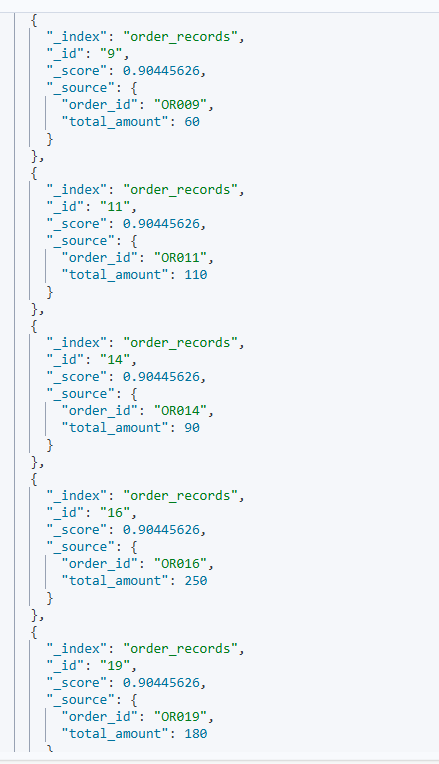 {
"_index": "order_records",
"_id": "9",
"_score": 0.90445626,
"_source": {
"order_id": "OR009",
"total_amount": 60
}
},
{
"_index": "order_records",
"_id": "11",
"_score": 0.90445626,
"_source": {
"order_id": "OR011",
"total_amount": 110
}
},
{
"_index": "order_records",
"_id": "14",
"_score": 0.90445626,
"_source": {
"order_id": "OR014",
"total_amount": 90
}
},
{
"_index": "order_records",
"_id": "16",
"_score": 0.90445626,
"_source": {
"order_id": "OR016",
"total_amount": 250
}
},
{
"_index": "order_records",
"_id": "19",
"_score": 0.90445626,
"_source": {
"order_id": "OR019",
"total_amount": 180
}